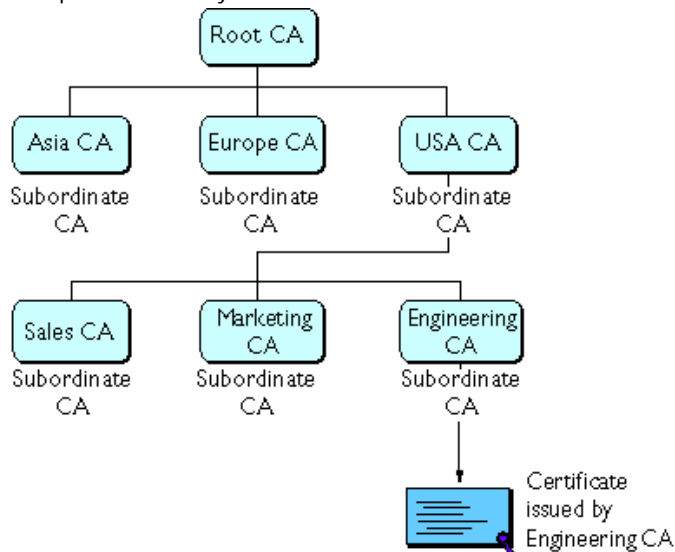 Root CA
Asia CA
Europe CA
USA CA
Subordinate
CA
Subordinate
CA
Subordinate
CA
Sales CA
Marketing
CA
Engineering
CA
Subordinate
CA
Subordinate
CA
Subordinate
CA
Certificate
issued by
Engineering CA